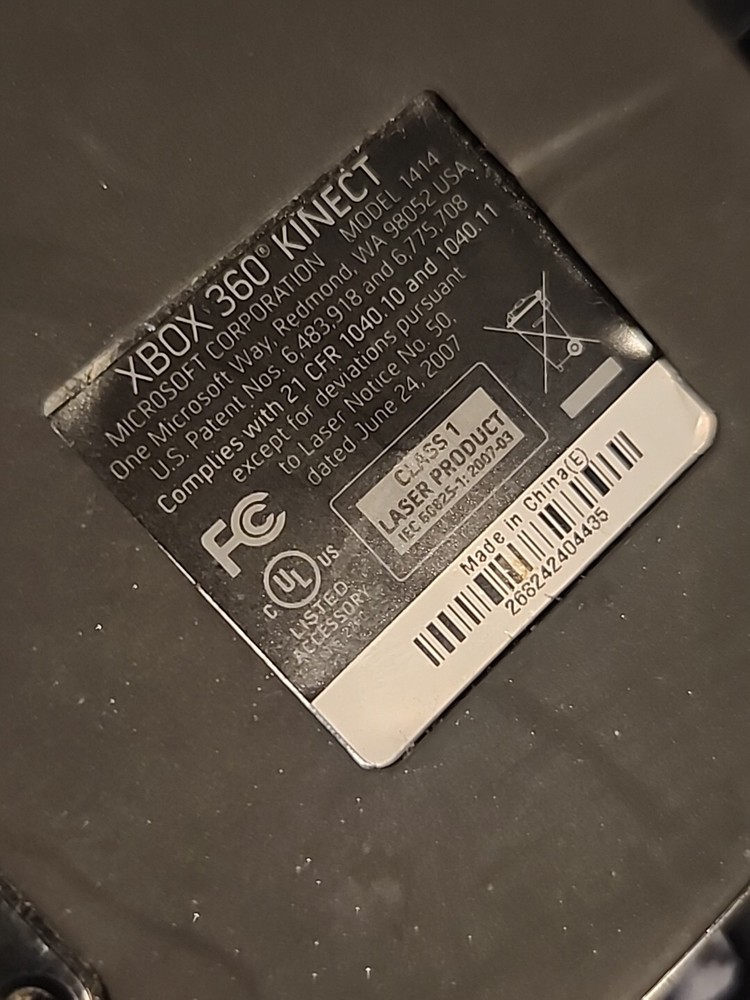 XBOX 360® KINECT
MICROSOFT CORPORATION MODEL 1414
One Microsoft Way, Redmond, WA 98052 USA
U.S. Patent Nos. 6,483,918 and 6,775,708
Complies with 21 CFR 1040.10 and 1040.11
except for deviations pursuant
to Laser Notice No. 50,
dated June 24, 2007
FC
C UL US
LISTED
ACCESSORY
CLASS 1
LASER PRODUCT
IEC 60825-1: 2007-03
Made in China(E)
268242404435